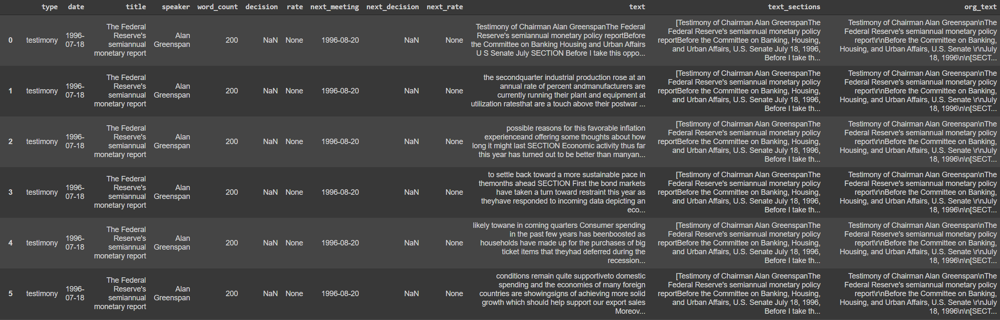 type date title speaker word_count decision rate next_meeting next_decision next_rate text text_sections org_text
0 testimony 1996-07-18 The Federal Reserve's semiannual monetary report Alan Greenspan 200 NaN None 1996-08-20 NaN None
Testimony of Chairman Alan GreenspanThe Federal
Reserve's semiannual monetary policy reportBefore
the Committee on Banking Housing and Urban Affairs
U S Senate July SECTION Before I take this oppo...
[Testimony of Chairman Alan GreenspanThe
Federal Reserve's semiannual monetary policy
reportBefore the Committee on Banking, Housing,
and Urban Affairs, U.S. Senate July 18, 1996,
Before I take th...
Testimony of Chairman Alan Greenspan\nThe
Federal Reserve's semiannual monetary policy
report\r\nBefore the Committee on Banking,
Housing, and Urban Affairs, U.S. Senate \r\nJuly
18, 1996\n\n[SECT...
1 testimony 1996-07-18 The Federal Reserve's semiannual monetary report Alan Greenspan 200 NaN None 1996-08-20 NaN None
the secondquarter industrial production rose at an
annual rate of percent andmanufacturers are
currently running their plant and equipment at
utilization ratesthat are a touch above their postwar ...
[Testimony of Chairman Alan GreenspanThe
Federal Reserve's semiannual monetary policy
reportBefore the Committee on Banking, Housing,
and Urban Affairs, U.S. Senate July 18, 1996,
Before I take th...
Testimony of Chairman Alan Greenspan\nThe
Federal Reserve's semiannual monetary policy
report\r\nBefore the Committee on Banking,
Housing, and Urban Affairs, U.S. Senate \r\nJuly
18, 1996\n\n[SECT...
2 testimony 1996-07-18 The Federal Reserve's semiannual monetary report Alan Greenspan 200 NaN None 1996-08-20 NaN None
possible reasons for this favorable inflation
experienceand offering some thoughts about how
long it might last SECTION Economic activity thus far
this year has turned out to be better than manyan...
[Testimony of Chairman Alan GreenspanThe
Federal Reserve's semiannual monetary policy
reportBefore the Committee on Banking, Housing,
and Urban Affairs, U.S. Senate July 18, 1996,
Before I take th...
Testimony of Chairman Alan Greenspan\nThe
Federal Reserve's semiannual monetary policy
report\r\nBefore the Committee on Banking,
Housing, and Urban Affairs, U.S. Senate \r\nJuly
18, 1996\n\n[SECT...
3 testimony 1996-07-18 The Federal Reserve's semiannual monetary report Alan Greenspan 200 NaN None 1996-08-20 NaN None
to settle back toward a more sustainable pace in
themonths ahead SECTION First the bond markets
have taken a turn toward restraint this year as
theyhave responded to incoming data depicting an
eco...
[Testimony of Chairman Alan GreenspanThe
Federal Reserve's semiannual monetary policy
reportBefore the Committee on Banking, Housing,
and Urban Affairs, U.S. Senate July 18, 1996,
Before I take th...
Testimony of Chairman Alan Greenspan\nThe
Federal Reserve's semiannual monetary policy
report\r\nBefore the Committee on Banking,
Housing, and Urban Affairs, U.S. Senate \r\nJuly
18, 1996\n\n[SECT...
4 testimony 1996-07-18 The Federal Reserve's semiannual monetary report Alan Greenspan 200 NaN None 1996-08-20 NaN None
likely towane in coming quarters Consumer spending
in the past few years has beenboosted as
households have made up for the purchases of big
ticket items that theyhad deferred during the
recession...
[Testimony of Chairman Alan GreenspanThe
Federal Reserve's semiannual monetary policy
reportBefore the Committee on Banking, Housing,
and Urban Affairs, U.S. Senate July 18, 1996,
Before I take th...
Testimony of Chairman Alan Greenspan\nThe
Federal Reserve's semiannual monetary policy
report\r\nBefore the Committee on Banking,
Housing, and Urban Affairs, U.S. Senate \r\nJuly
18, 1996\n\n[SECT...
5 testimony 1996-07-18 The Federal Reserve's semiannual monetary report Alan Greenspan 200 NaN None 1996-08-20 NaN None
conditions remain quite supportiveto domestic
spending and the economies of many foreign
countries are showingsigns of achieving more solid
growth which should help support our export sales
Moreov...
[Testimony of Chairman Alan GreenspanThe
Federal Reserve's semiannual monetary policy
reportBefore the Committee on Banking, Housing,
and Urban Affairs, U.S. Senate July 18, 1996,
Before I take th...
Testimony of Chairman Alan Greenspan\nThe
Federal Reserve's semiannual monetary policy
report\r\nBefore the Committee on Banking,
Housing, and Urban Affairs, U.S. Senate \r\nJuly
18, 1996\n\n[SECT...